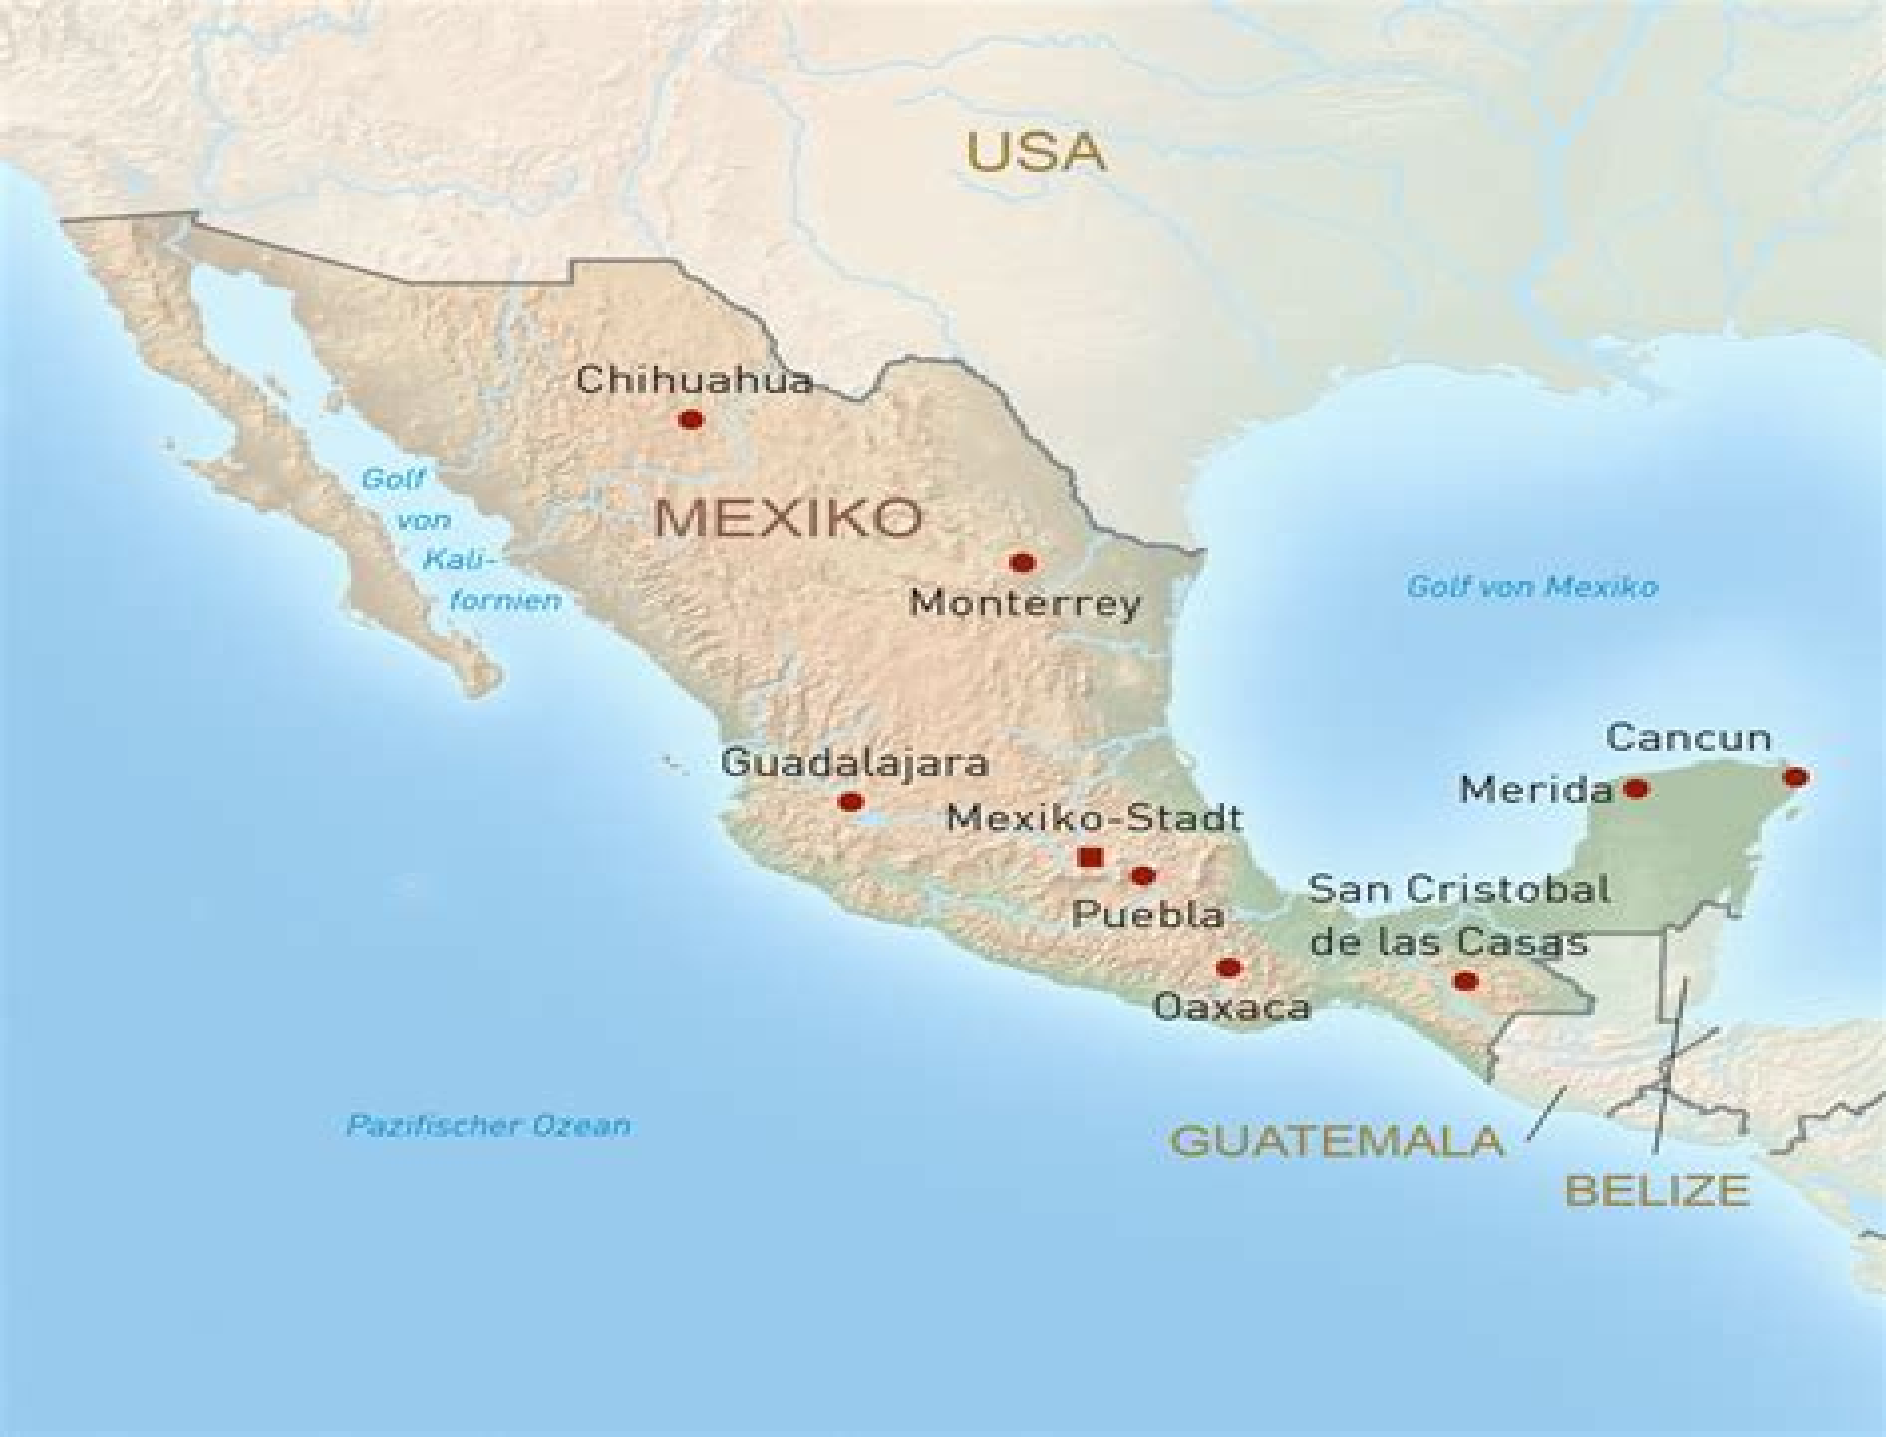 USA
Chihuahua
Golf
von
Kali-
fornien
MEXIKO
Monterrey
Golf von Mexiko
Cancun
Guadalajara
Merida
Mexiko-Stadt
San Cristobal
de las Casas
Puebla
Oaxaca
Pazifischer Ozean
GUATEMALA
BELIZE